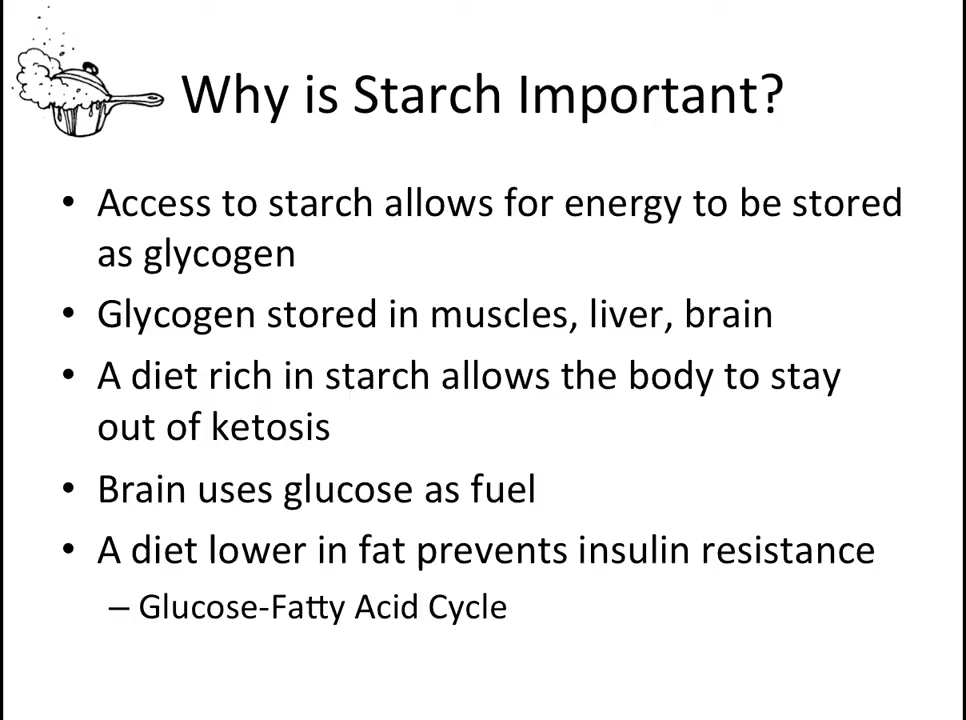 Why is Starch Important?
• Access to starch allows for energy to be stored
as glycogen
• Glycogen stored in muscles, liver, brain
• A diet rich in starch allows the body to stay
out of ketosis
• Brain uses glucose as fuel
• A diet lower in fat prevents insulin resistance
– Glucose-Fatty Acid Cycle